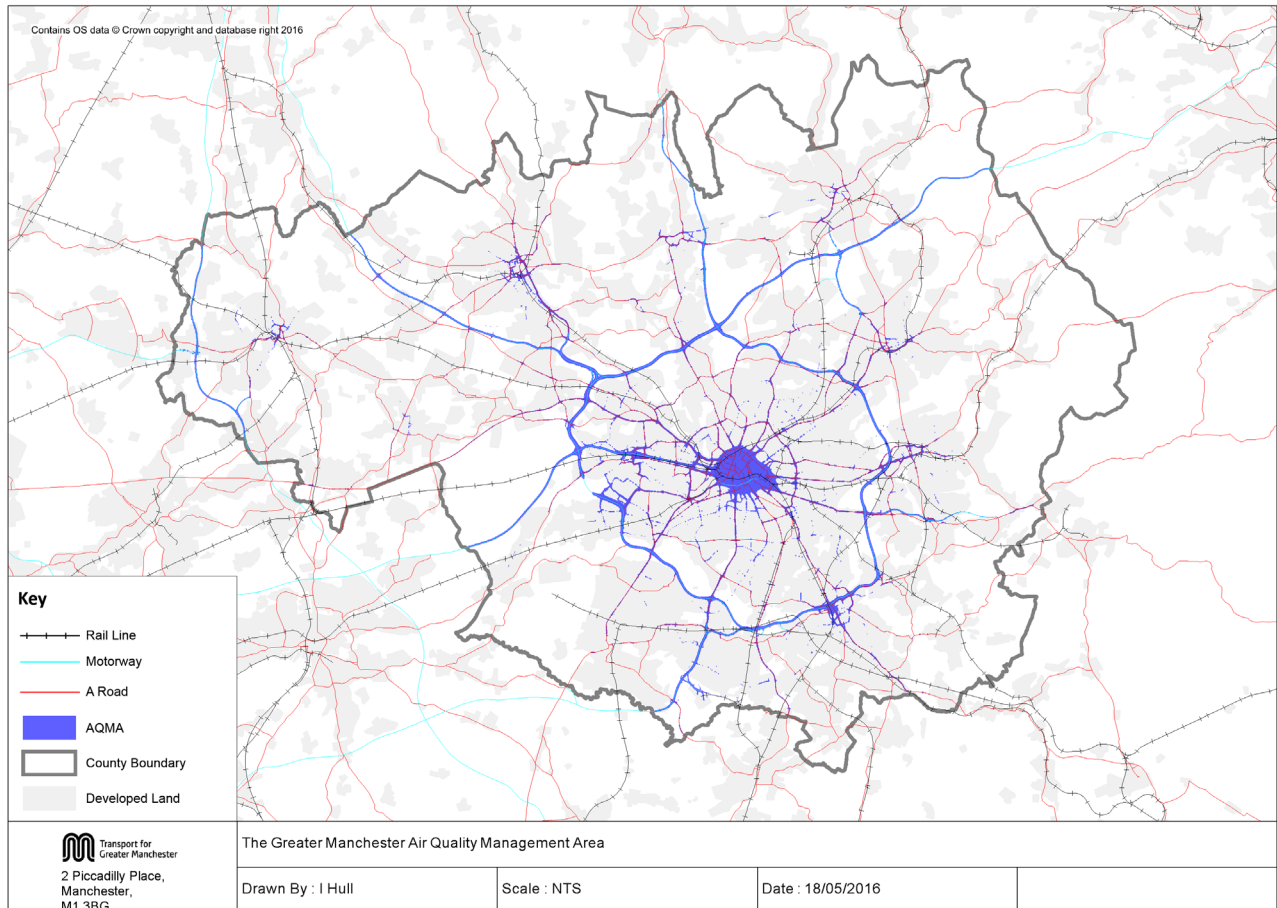 Contains OS data © Crown copyright and database right 2016
Key
Rail Line
Motorway
A Road
AQMA
County Boundary
Developed Land
Transport for
Greater Manchester
2 Piccadilly Place,
Manchester,
M1 3BG
The Greater Manchester Air Quality Management Area
Drawn By : I Hull
Scale : NTS
Date : 18/05/2016